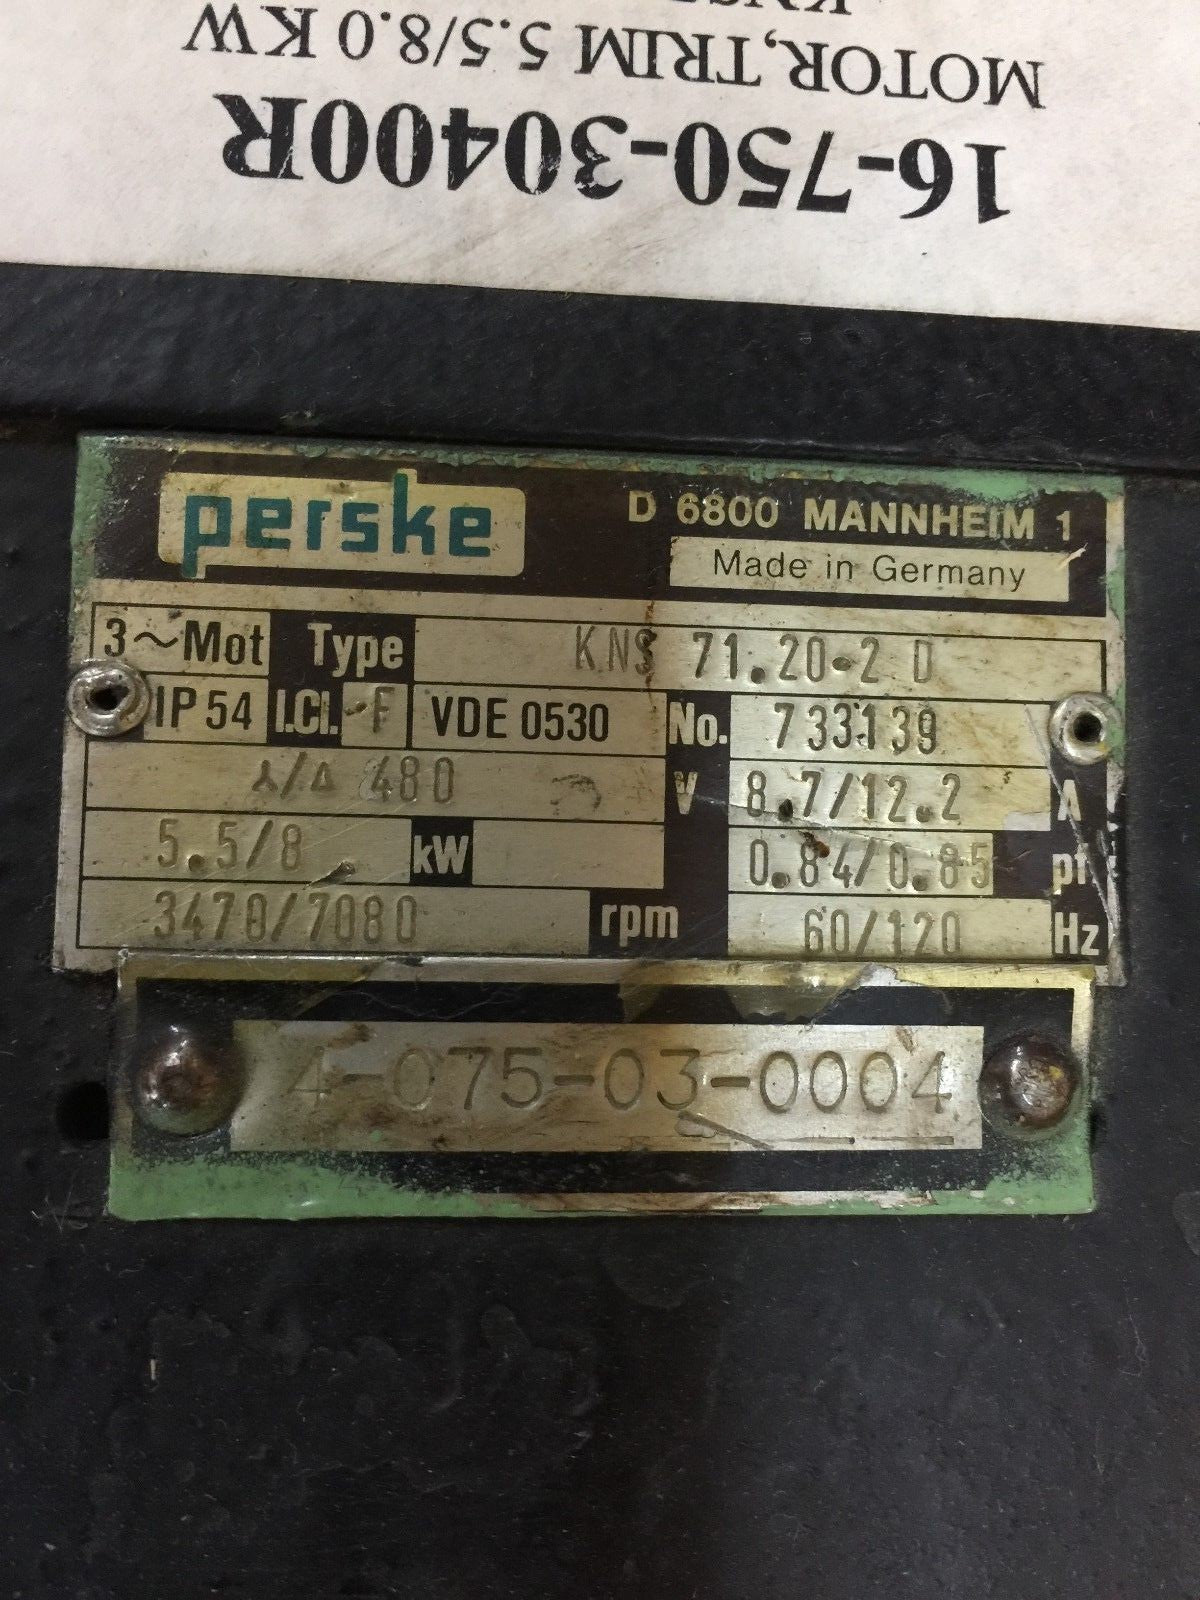 MOTOR,TRIM 5.5/8.0 KW
16-750-30400R
perske
D 6800 MANNHEIM 1
Made in Germany
3~Mot Type KNS 71.20-2 D
IP 54 I.Cl. F VDE 0530 No. 733139
⅄/Δ 480 V 8.7/12.2 A
5.5/8 kW 0.84/0.85 pf
3470/7080 rpm 60/120 Hz
4-075-03-0004